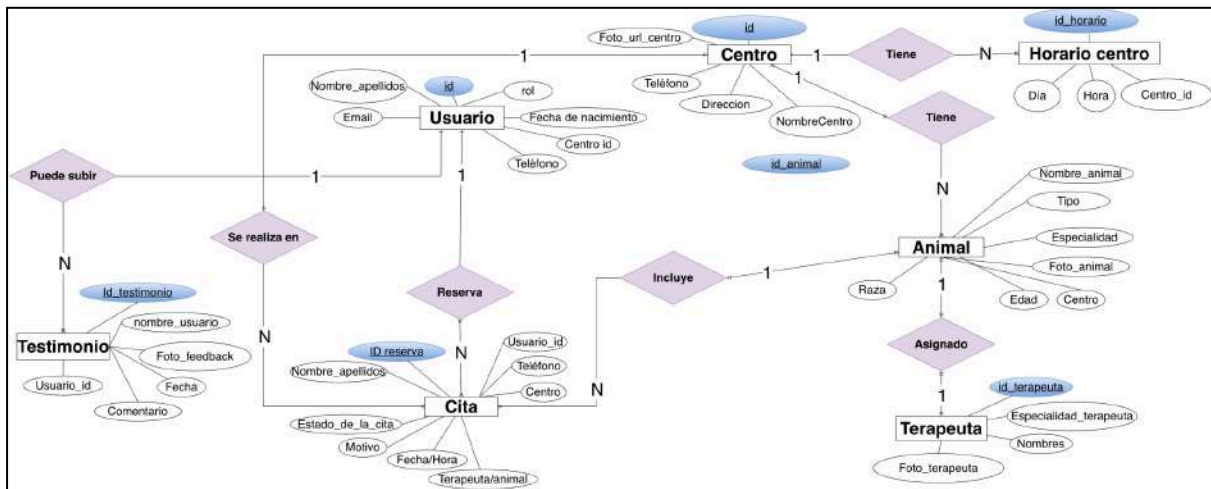 id
id_horario
Foto_url_centro
Centro
1
Tiene
N
Horario centro
1
1
Teléfono
Direccion
NombreCentro
Dia
Hora
Centro_id
Nombre_apellidos
id
rol
Email
Usuario
Fecha de nacimiento
Centro id
Teléfono
Tiene
id_animal
Puede subir
1
1
N
Nombre_animal
Tipo
Se realiza en
Animal
Especialidad
Foto_animal
Raza
Edad
Centro
Incluye
1
1
N
Reserva
Id_testimonio
nombre_usuario
Testimonio
Foto_feedback
Usuario_id
Fecha
Comentario
N
N
N
Asignado
1
ID reserva
Usuario_id
Teléfono
Nombre_apellidos
Centro
Cita
Estado_de_la_cita
Motivo
Fecha/Hora
Terapeuta/animal
id_terapeuta
Especialidad_terapeuta
Terapeuta
Nombres
Foto_terapeuta